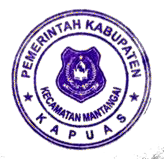 PEMERINTAH KABUPATEN
KECAMATAN MANTANGAI
KAPUAS